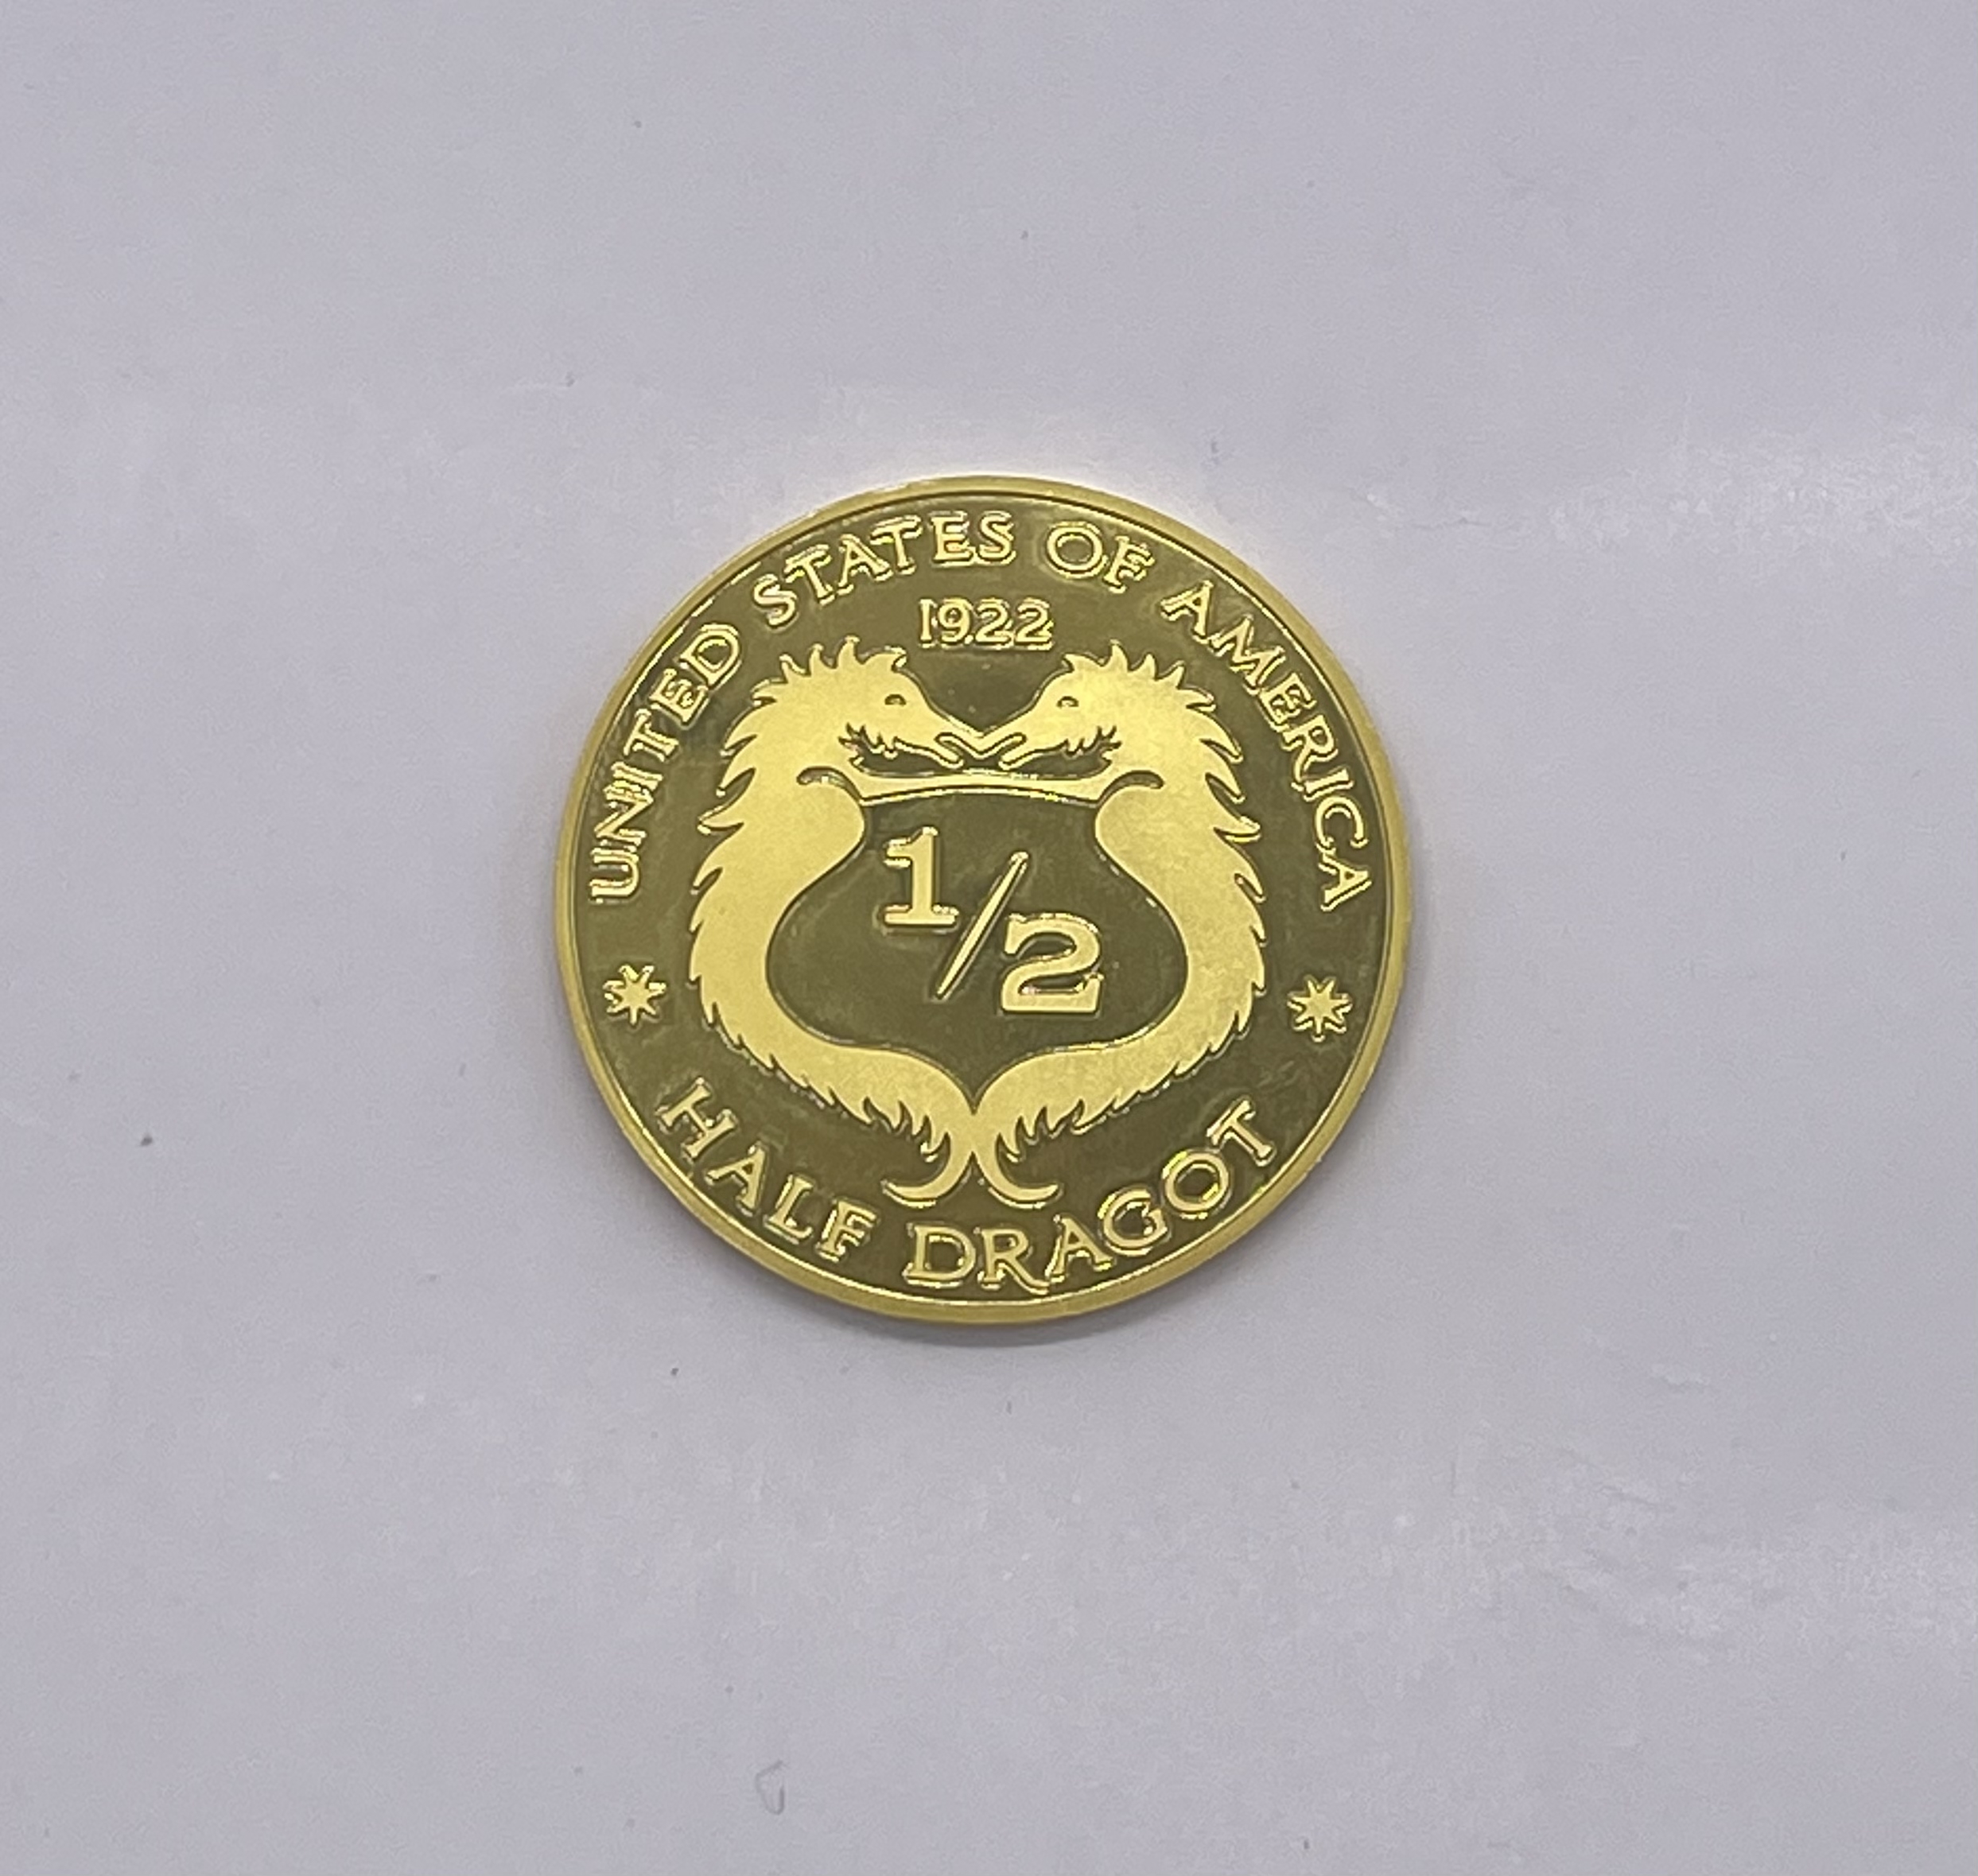 UNITED STATES OF AMERICA
1922
1/2
HALF DRAGOT